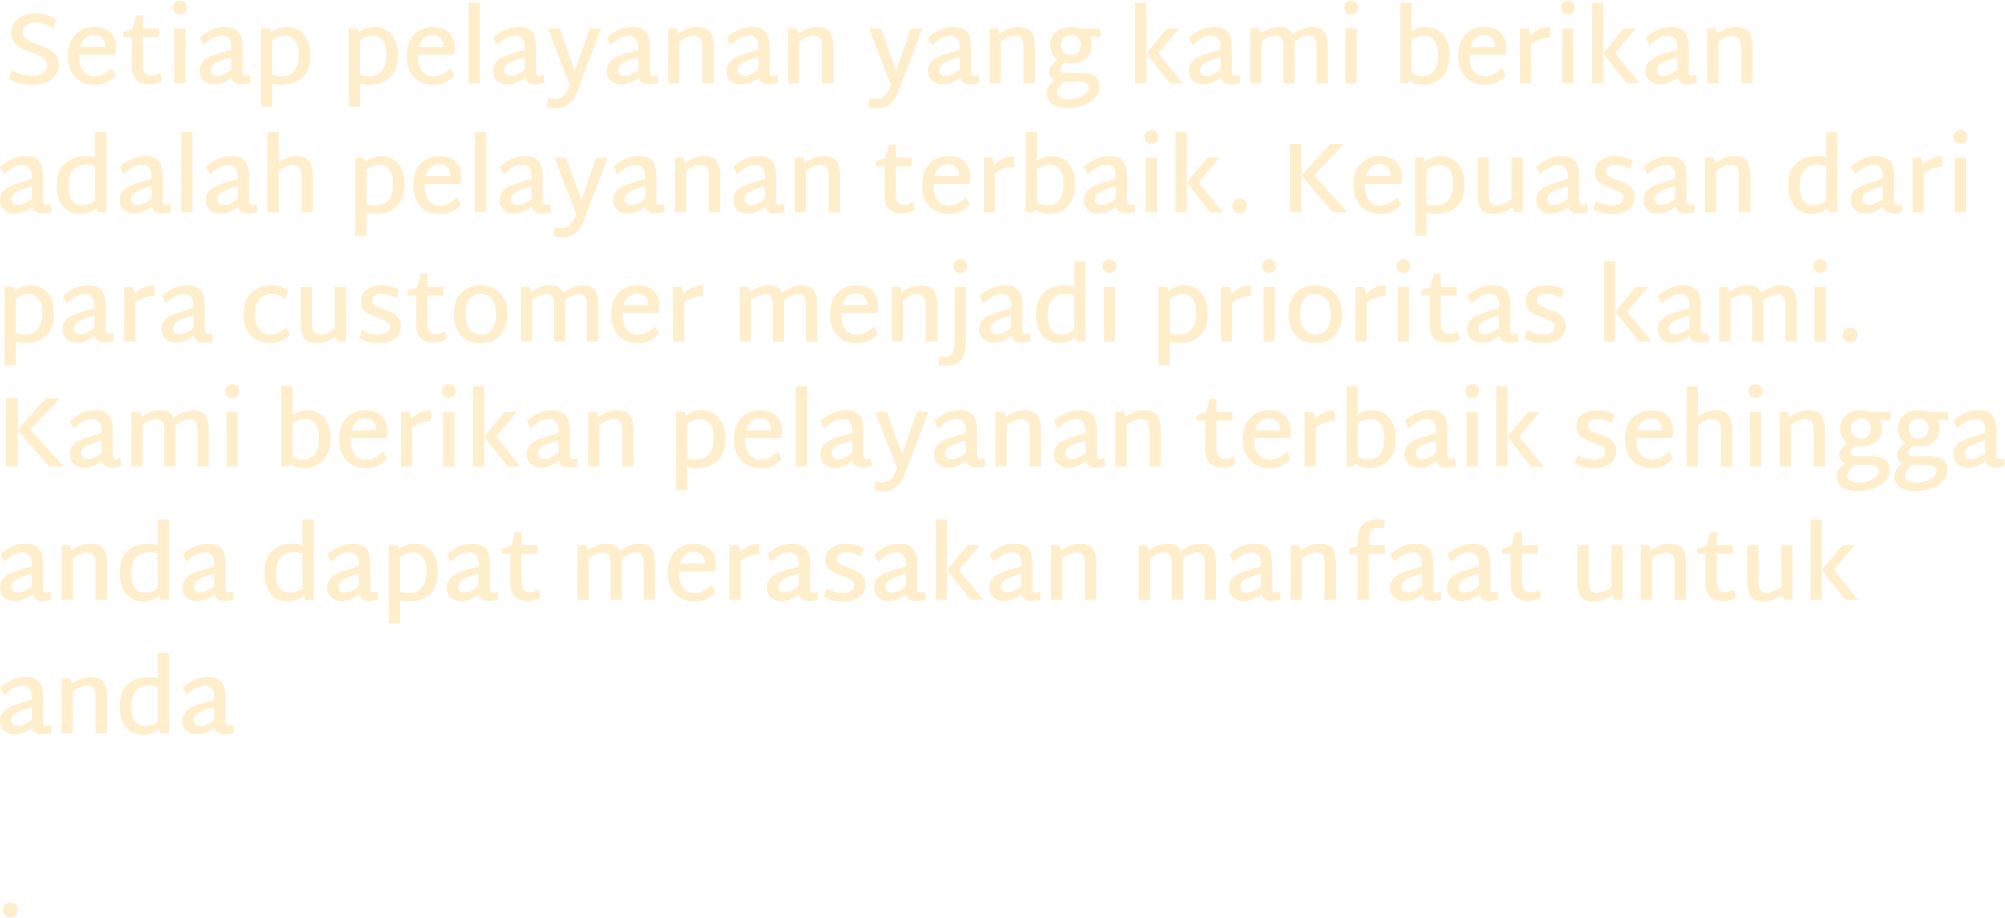 Setiap pelayanan yang kami berikan
adalah pelayanan terbaik. Kepuasan dari
para customer menjadi prioritas kami.
Kami berikan pelayanan terbaik sehingga
anda dapat merasakan manfaat untuk
anda
.